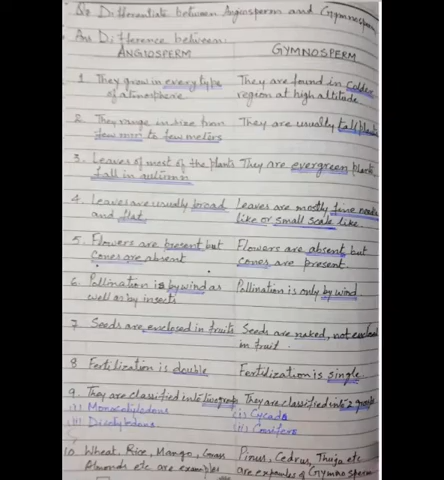 Q: Differentiate between Angiosperm and Gymnosperm
Ans Difference between:
ANGIOSPERM GYMNOSPERM
1. They grow in every type They are found in colder
of atmosphere. region at high altitude.
2. They range in size from They are usually tall plants
few mm to few meters
3. Leaves of most of the plants They are evergreen plants
fall in autumn
4. Leaves are usually broad Leaves are mostly fine needle
and flat like or small scale like
5. Flowers are present but Flowers are absent but
Cones are absent. cones are present.
6. Pollination is by wind as Pollination is only by wind
well as by insects
7. Seeds are enclosed in fruits Seeds are naked, not enclosed
in fruit.
8 Fertilization is double Fertilization is single
9. They are classified into They are classified into 2 groups
(i) Monocotyledons (i) Cycads
(ii) Dicotyledons (ii) Conifers
10. Wheat, Rice, Mango, Pinus, Cedrus, Thuja etc
Almonds etc are examples are of Gymnosperm